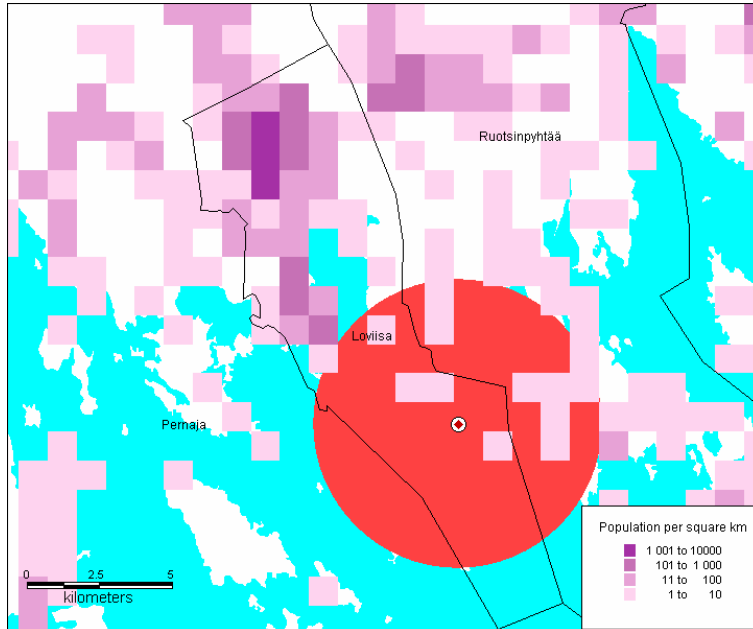 Ruotsinpyhtää
Loviisa
Pernaja
0 2.5 5
kilometers
Population per square km
1 001 to 10000
101 to 1 000
11 to 100
1 to 10